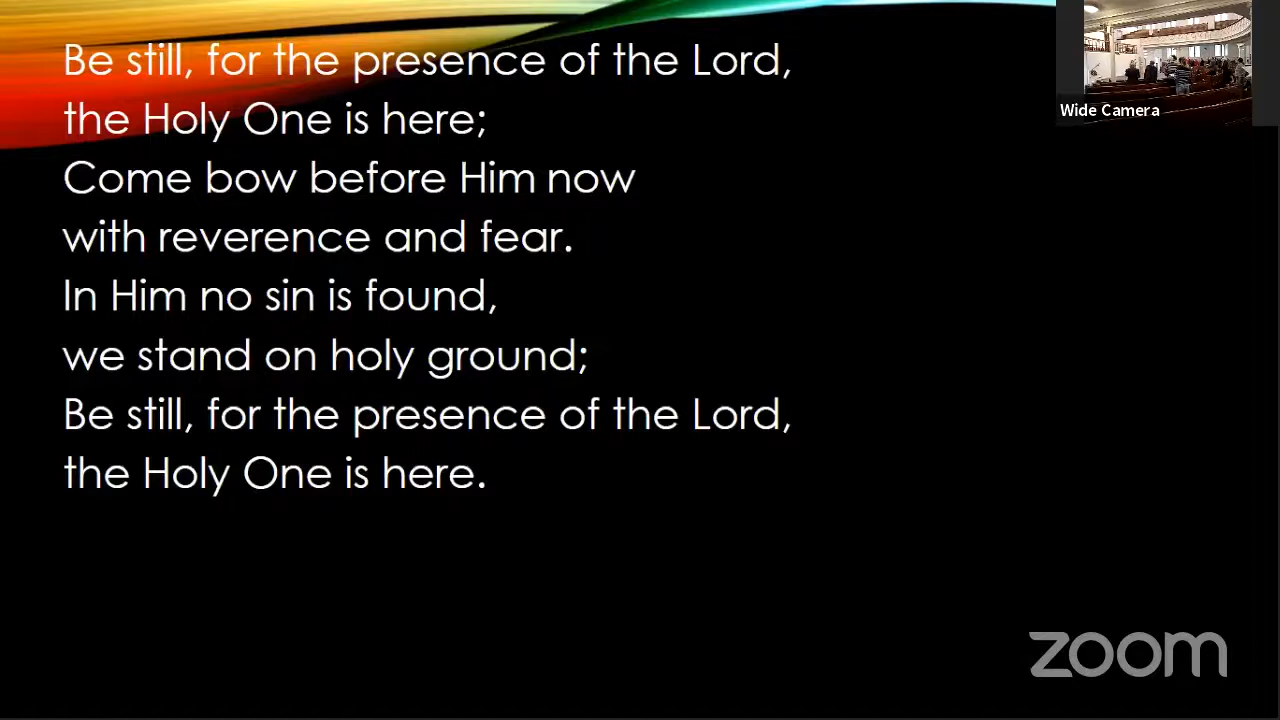 Be still, for the presence of the Lord,
the Holy One is here;
Come bow before Him now
with reverence and fear.
In Him no sin is found,
we stand on holy ground;
Be still, for the presence of the Lord,
the Holy One is here.
Wide Camera
zoom